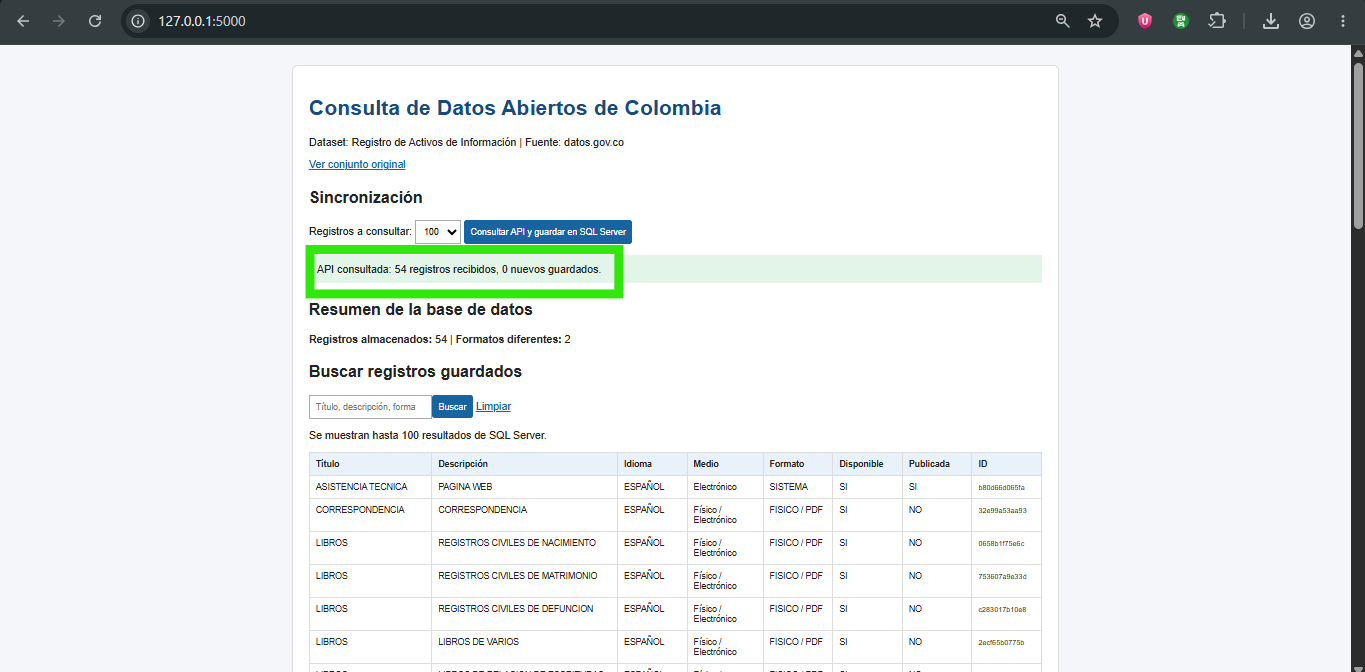 127.0.0.1:5000
Consulta de Datos Abiertos de Colombia
Dataset: Registro de Activos de Información | Fuente: datos.gov.co
Ver conjunto original
Sincronización
Registros a consultar: 100 Consultar API y guardar en SQL Server
API consultada: 54 registros recibidos, 0 nuevos guardados.
Resumen de la base de datos
Registros almacenados: 54 | Formatos diferentes: 2
Buscar registros guardados
Título, descripción, forma Buscar Limpiar
Se muestran hasta 100 resultados de SQL Server.
Título Descripción Idioma Medio Formato Disponible Publicada ID
ASISTENCIA TECNICA PAGINA WEB ESPAÑOL Electrónico SISTEMA SI SI b80d66d065fa
CORRESPONDENCIA CORRESPONDENCIA ESPAÑOL Físico / FISICO / PDF SI NO 32e99a53aa93
Electrónico
LIBROS REGISTROS CIVILES DE NACIMIENTO ESPAÑOL Físico / FISICO / PDF SI NO 0658b1f75e6c
Electrónico
LIBROS REGISTROS CIVILES DE MATRIMONIO ESPAÑOL Físico / FISICO / PDF SI NO 753607a9e33d
Electrónico
LIBROS REGISTROS CIVILES DE DEFUNCION ESPAÑOL Físico / FISICO / PDF SI NO c283017b10e8
Electrónico
LIBROS LIBROS DE VARIOS ESPAÑOL Físico / FISICO / PDF SI NO 2ecf65b0775b
Electrónico